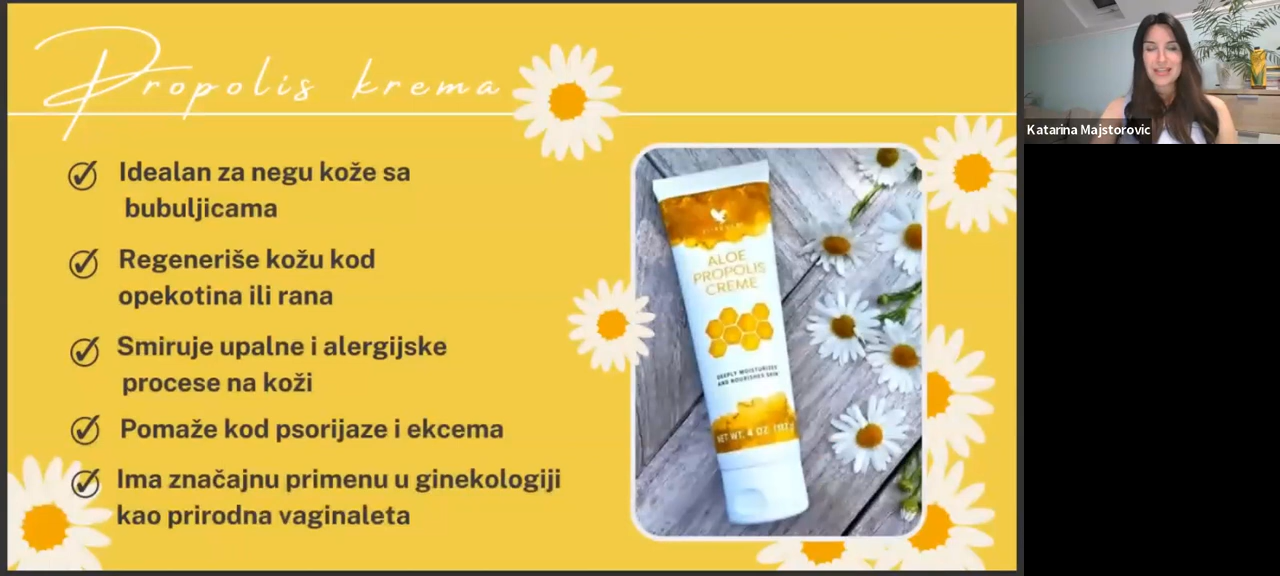 Propolis krema
Idealan za negu kože sa
bubuljicama
Regeneriše kožu kod
opekotina ili rana
Smiruje upalne i alergijske
procese na koži
Pomaže kod psorijaze i ekcema
Ima značajnu primenu u ginekologiji
kao prirodna vaginaleta
ALOE
PROPOLIS
CREME
DEEPLY MOISTURIZES
AND NOURISHES SKIN
NET WT. 4 OZ.
Katarina Majstorovic